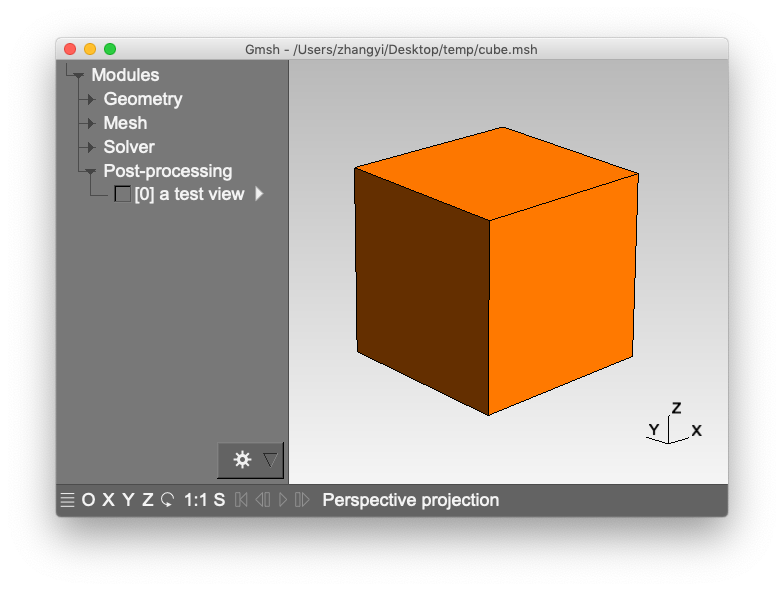 Gmsh - /Users/zhangyi/Desktop/temp/cube.msh
Modules
Geometry
Mesh
Solver
Post-processing
[0] a test view
Z
Y X
O X Y Z 1:1 S Perspective projection